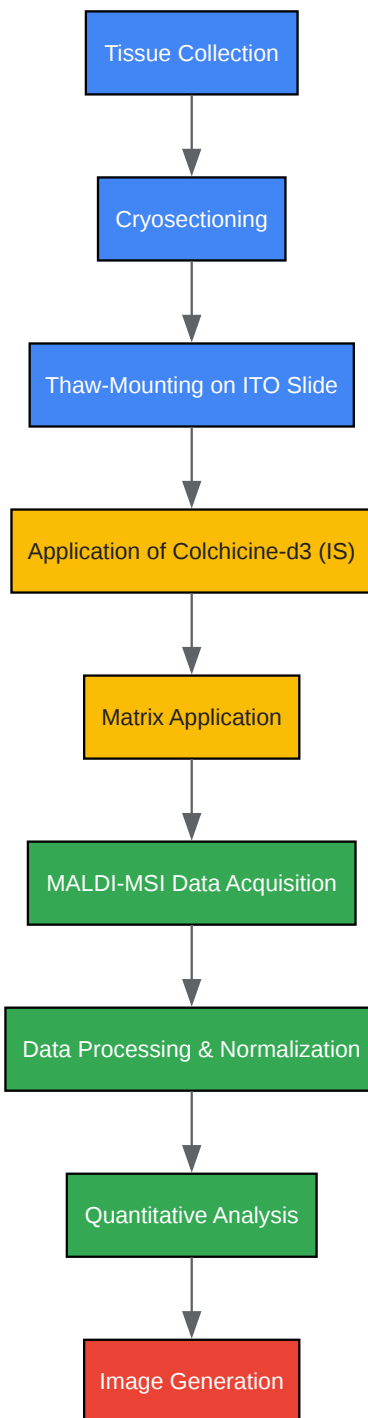 Tissue Collection
Cryosectioning
Thaw-Mounting on ITO Slide
Application of Colchicine-d3 (IS)
Matrix Application
MALDI-MSI Data Acquisition
Data Processing & Normalization
Quantitative Analysis
Image Generation